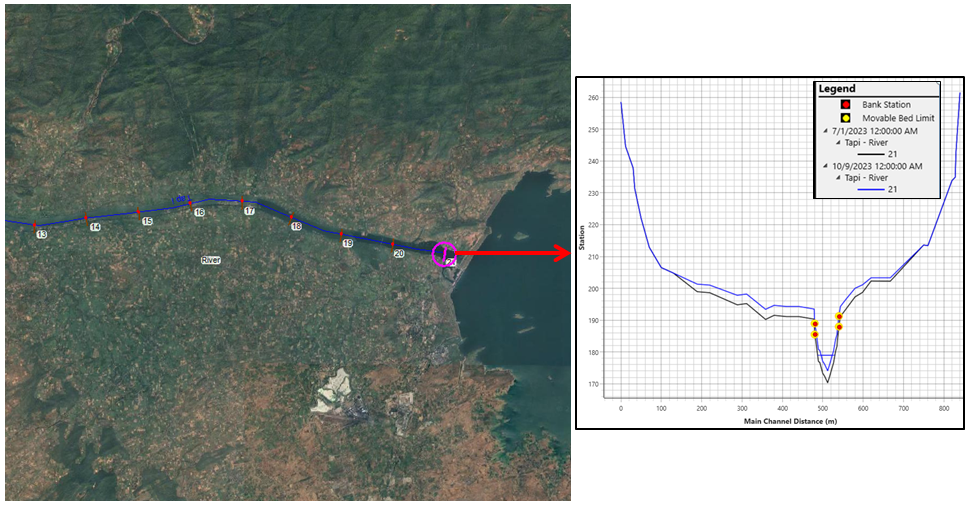 13
14
15
16
17
18
19
20
River
Legend
Bank Station
Movable Bed Limit
7/1/2023 12:00:00 AM
Tapi - River
21
10/9/2023 12:00:00 AM
Tapi - River
21
Station
260
250
240
230
220
210
200
190
180
170
0 100 200 300 400 500 600 700 800
Main Channel Distance (m)